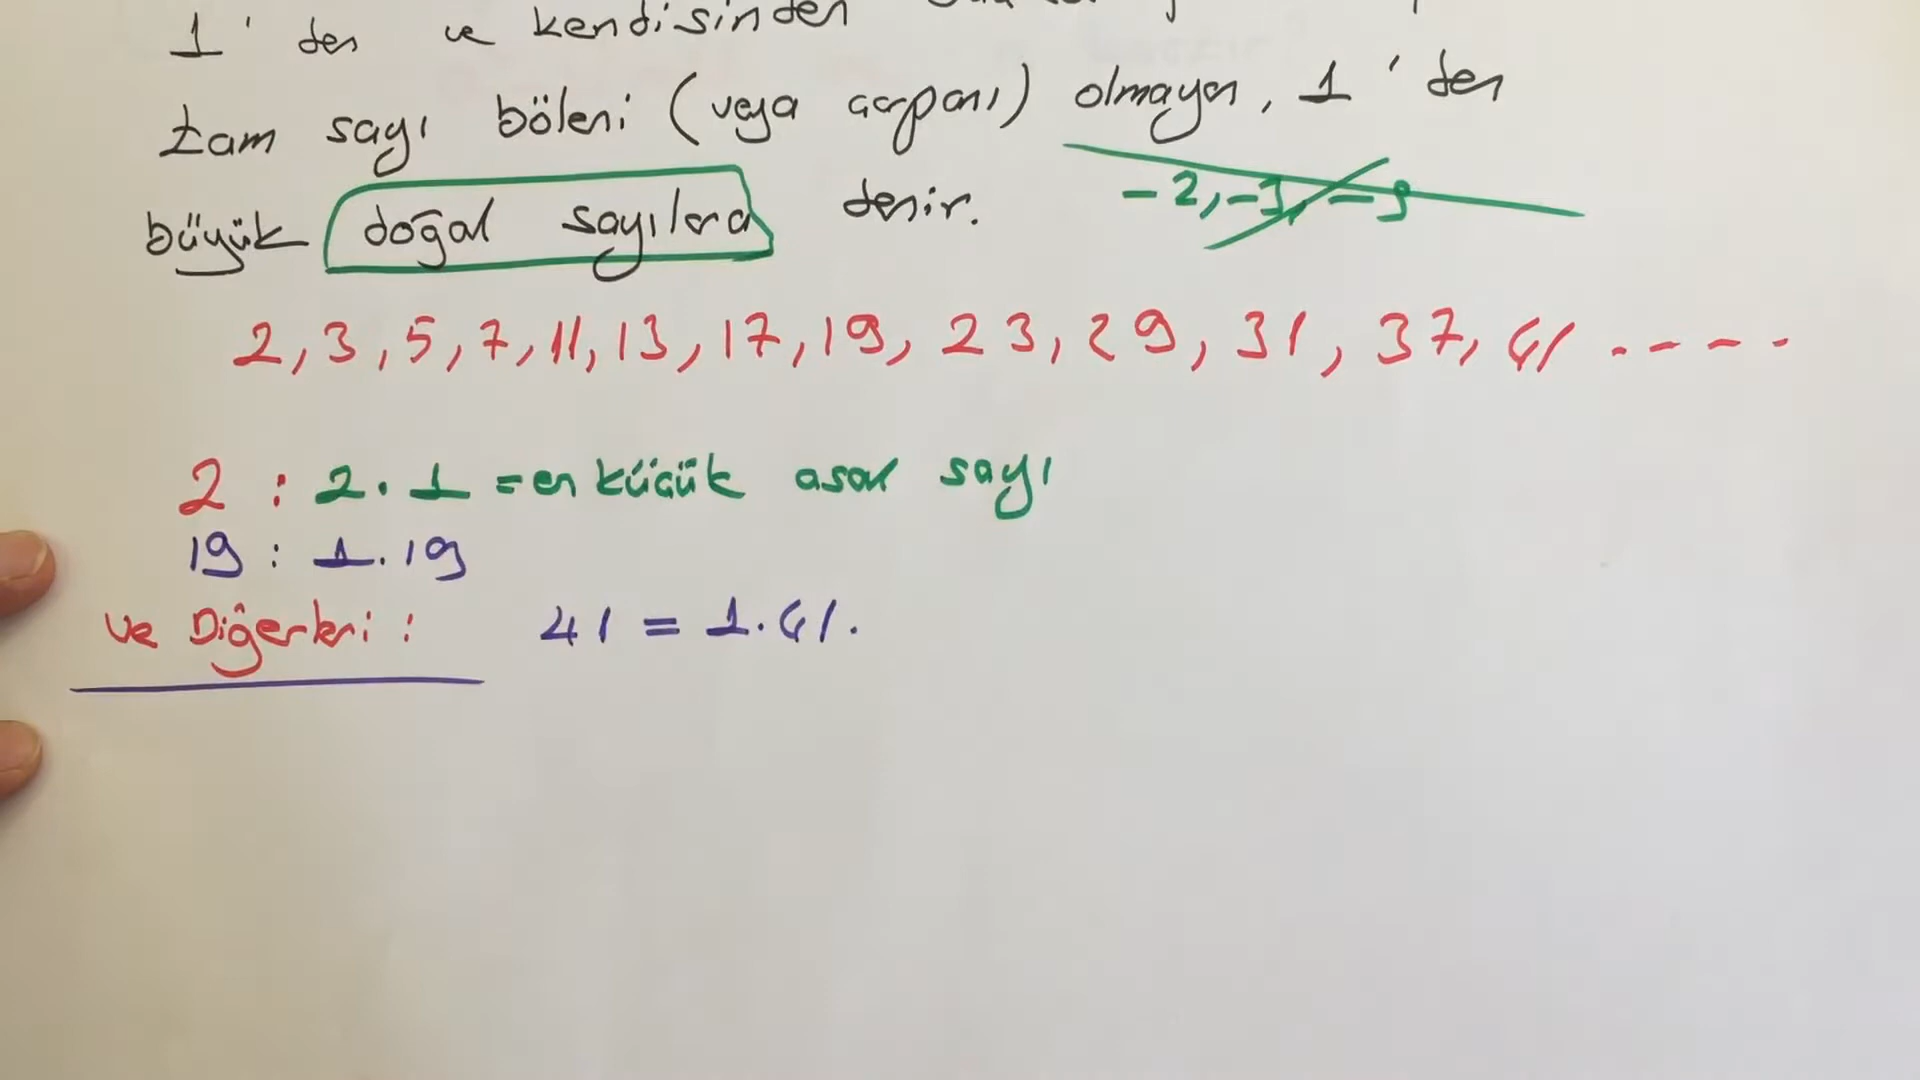 1'den ve kendisinden
tam sayı böleni (veya çarpanı) olmayan, 1'den
büyük doğal sayılara denir. -2, -3, -9
2, 3, 5, 7, 11, 13, 17, 19, 23, 29, 31, 37, 41 ----
2 : 2.1 = en küçük asal sayı
19 : 1.19
ve Diğerleri : 41 = 1.41.